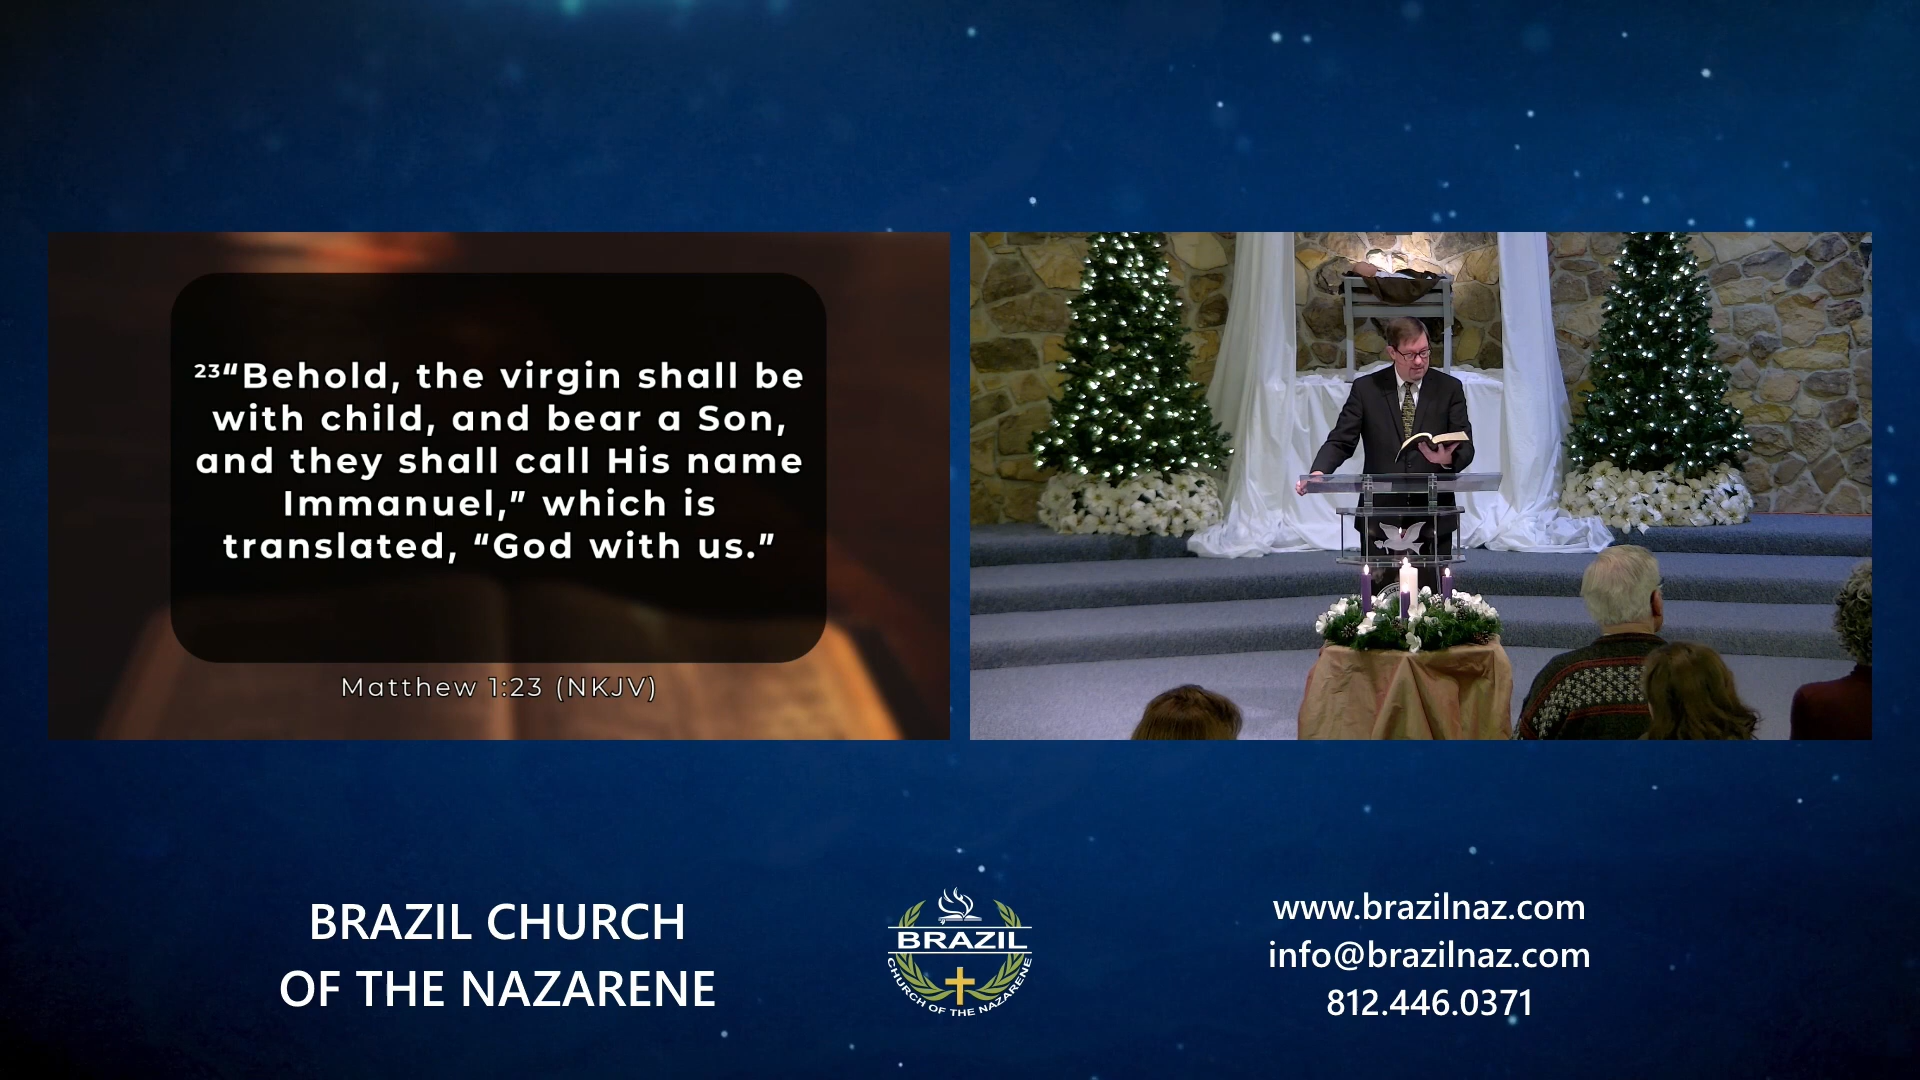 ²³“Behold, the virgin shall be
with child, and bear a Son,
and they shall call His name
Immanuel,” which is
translated, “God with us.”
Matthew 1:23 (NKJV)
BRAZIL CHURCH
OF THE NAZARENE
BRAZIL
CHURCH OF THE NAZARENE
www.brazilnaz.com
info@brazilnaz.com
812.446.0371